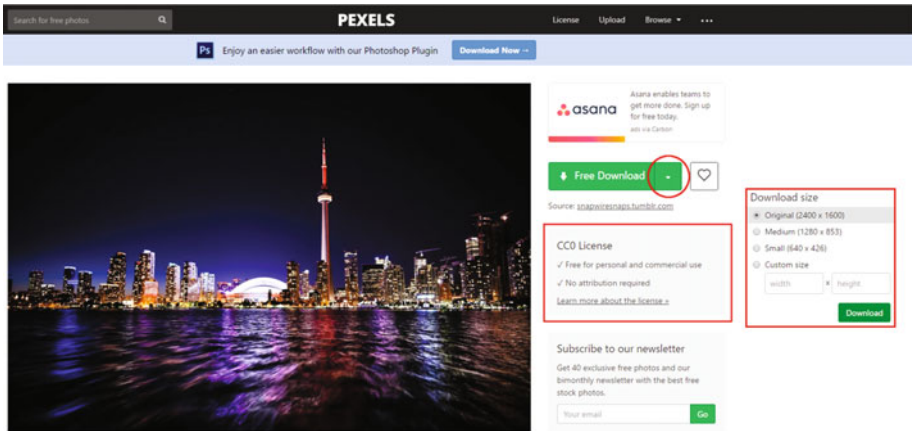 Search for free photos
PEXELS
License Upload Browse
Ps Enjoy an easier workflow with our Photoshop Plugin Download Now →
asana
Asana enables teams to
get more done. Sign up
for free today.
ads via Carbon
Free Download
Source: snapwiresnaps.tumblr.com
CC0 License
✓ Free for personal and commercial use
✓ No attribution required
Learn more about the license »
Subscribe to our newsletter
Get 40 exclusive free photos and our
bimonthly newsletter with the best free
stock photos.
Your email Go
Download size
Original (2400 x 1600)
Medium (1280 x 853)
Small (640 x 426)
Custom size
width x height
Download